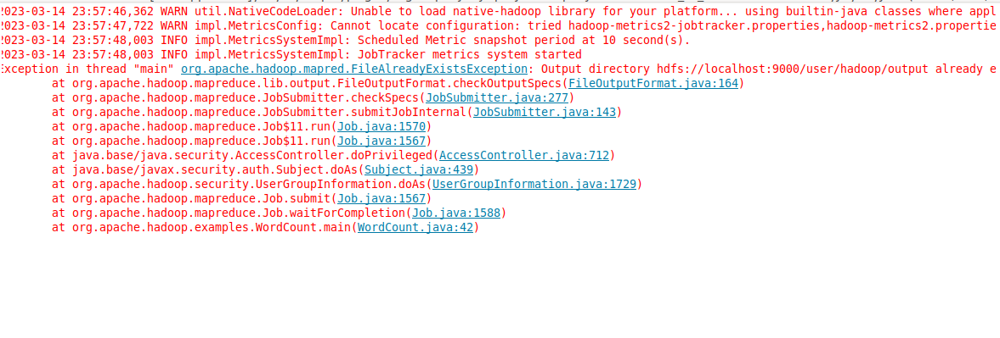 2023-03-14 23:57:46,362 WARN util.NativeCodeLoader: Unable to load native-hadoop library for your platform... using builtin-java classes where appl
2023-03-14 23:57:47,722 WARN impl.MetricsConfig: Cannot locate configuration: tried hadoop-metrics2-jobtracker.properties,hadoop-metrics2.propertie
2023-03-14 23:57:48,003 INFO impl.MetricsSystemImpl: Scheduled Metric snapshot period at 10 second(s).
2023-03-14 23:57:48,003 INFO impl.MetricsSystemImpl: JobTracker metrics system started
Exception in thread "main" org.apache.hadoop.mapred.FileAlreadyExistsException: Output directory hdfs://localhost:9000/user/hadoop/output already e
at org.apache.hadoop.mapreduce.lib.output.FileOutputFormat.checkOutputSpecs(FileOutputFormat.java:164)
at org.apache.hadoop.mapreduce.JobSubmitter.checkSpecs(JobSubmitter.java:277)
at org.apache.hadoop.mapreduce.JobSubmitter.submitJobInternal(JobSubmitter.java:143)
at org.apache.hadoop.mapreduce.Job$11.run(Job.java:1570)
at org.apache.hadoop.mapreduce.Job$11.run(Job.java:1567)
at java.base/java.security.AccessController.doPrivileged(AccessController.java:712)
at java.base/javax.security.auth.Subject.doAs(Subject.java:439)
at org.apache.hadoop.security.UserGroupInformation.doAs(UserGroupInformation.java:1729)
at org.apache.hadoop.mapreduce.Job.submit(Job.java:1567)
at org.apache.hadoop.mapreduce.Job.waitForCompletion(Job.java:1588)
at org.apache.hadoop.examples.WordCount.main(WordCount.java:42)